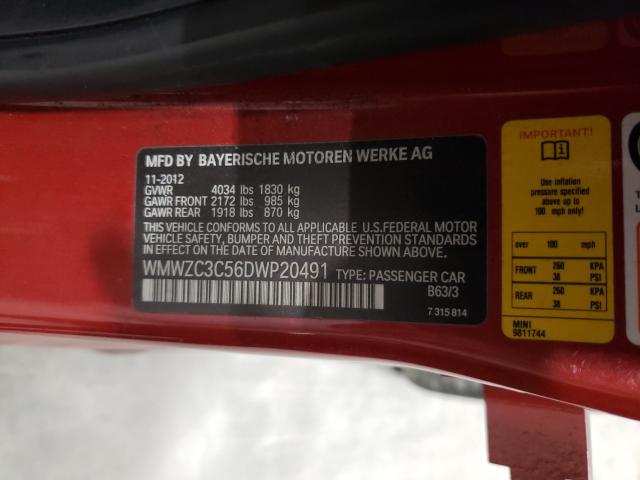 MFD BY BAYERISCHE MOTOREN WERKE AG
11-2012
GVWR 4034 lbs 1830 kg
GAWR FRONT 2172 lbs 985 kg
GAWR REAR 1918 lbs 870 kg
THIS VEHICLE CONFORMS TO ALL APPLICABLE U.S.FEDERAL MOTOR
VEHICLE SAFETY, BUMPER AND THEFT PREVENTION STANDARDS
IN EFFECT ON THE DATE OF MANUFACTURE SHOWN ABOVE.
WMWZC3C56DWP20491 TYPE: PASSENGER CAR
B63/3
7 315 814
IMPORTANT!
Use inflation
pressure specified
above up to
100 mph only!
over 100 mph
FRONT 260 KPA
38 PSI
REAR 260 KPA
38 PSI
MINI
9811744